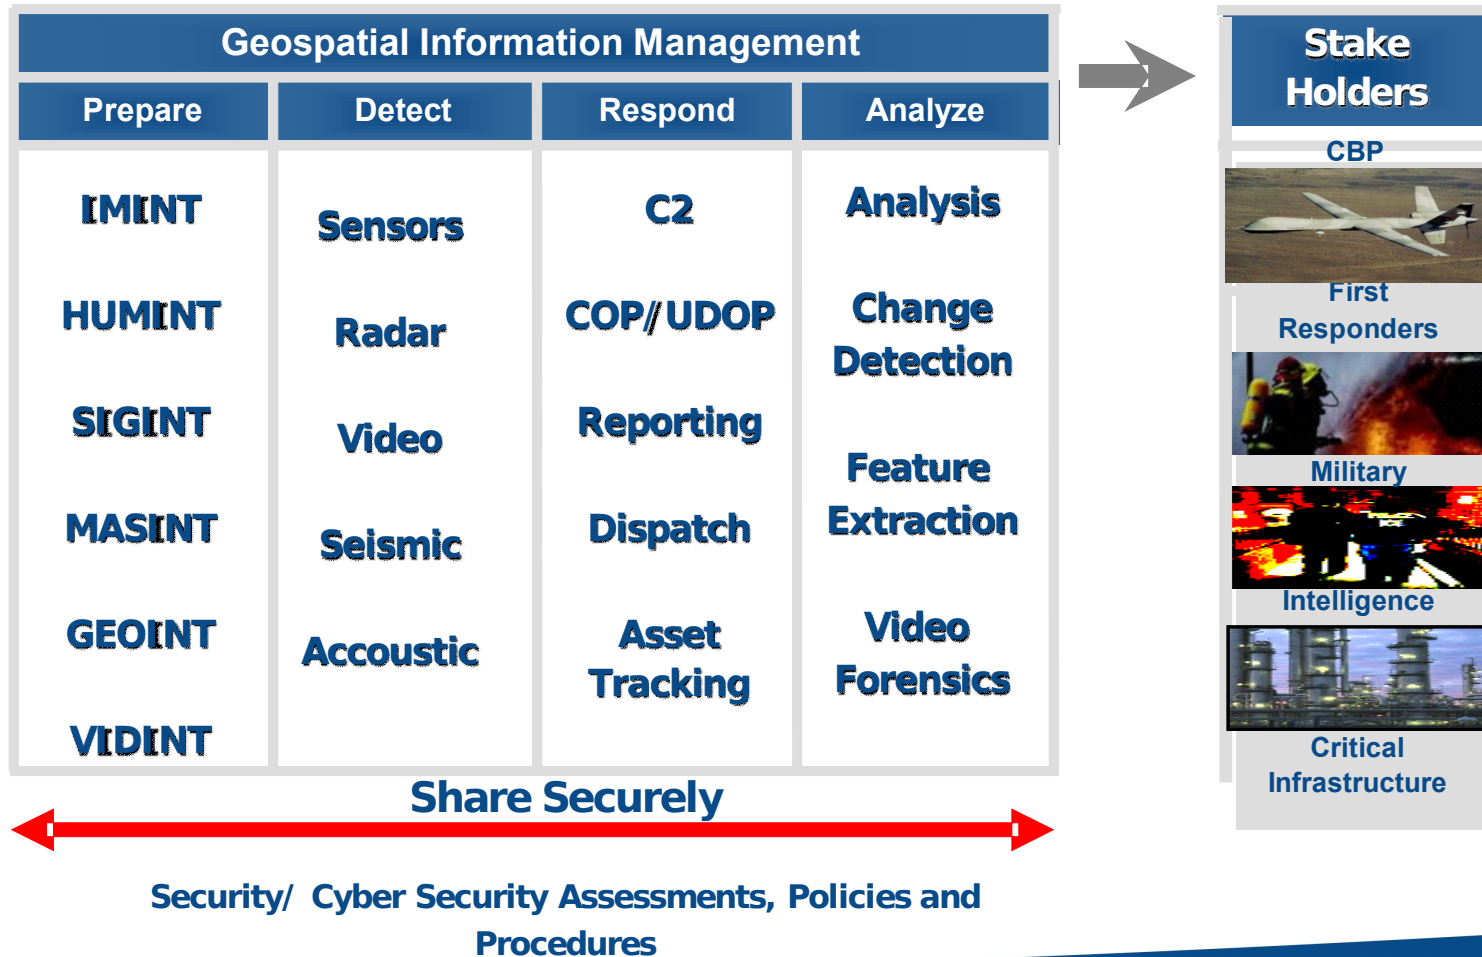 Geospatial Information Management
Prepare
Detect
Respond
Analyze
IMINT
HUMINT
SIGINT
MASINT
GEOINT
VIDINT
Sensors
Radar
Video
Seismic
Accoustic
C2
COP/UDOP
Reporting
Dispatch
Asset
Tracking
Analysis
Change
Detection
Feature
Extraction
Video
Forensics
Share Securely
Security/ Cyber Security Assessments, Policies and
Procedures
Stake
Holders
CBP
First
Responders
Military
Intelligence
Critical
Infrastructure